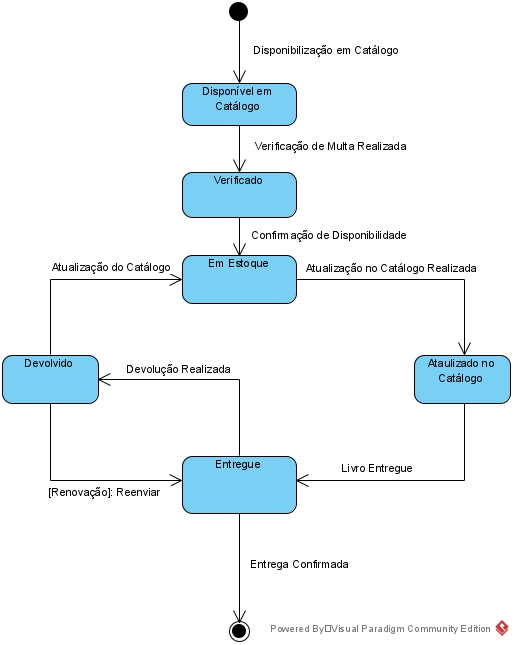 Disponibilização em Catálogo
Disponível em
Catálogo
Verificação de Multa Realizada
Verificado
Confirmação de Disponibilidade
Em Estoque
Atualização do Catálogo
Atualização no Catálogo Realizada
Devolvido
Devolução Realizada
Ataulizado no
Catálogo
Entregue
Livro Entregue
[Renovação]: Reenviar
Entrega Confirmada
Powered By Visual Paradigm Community Edition